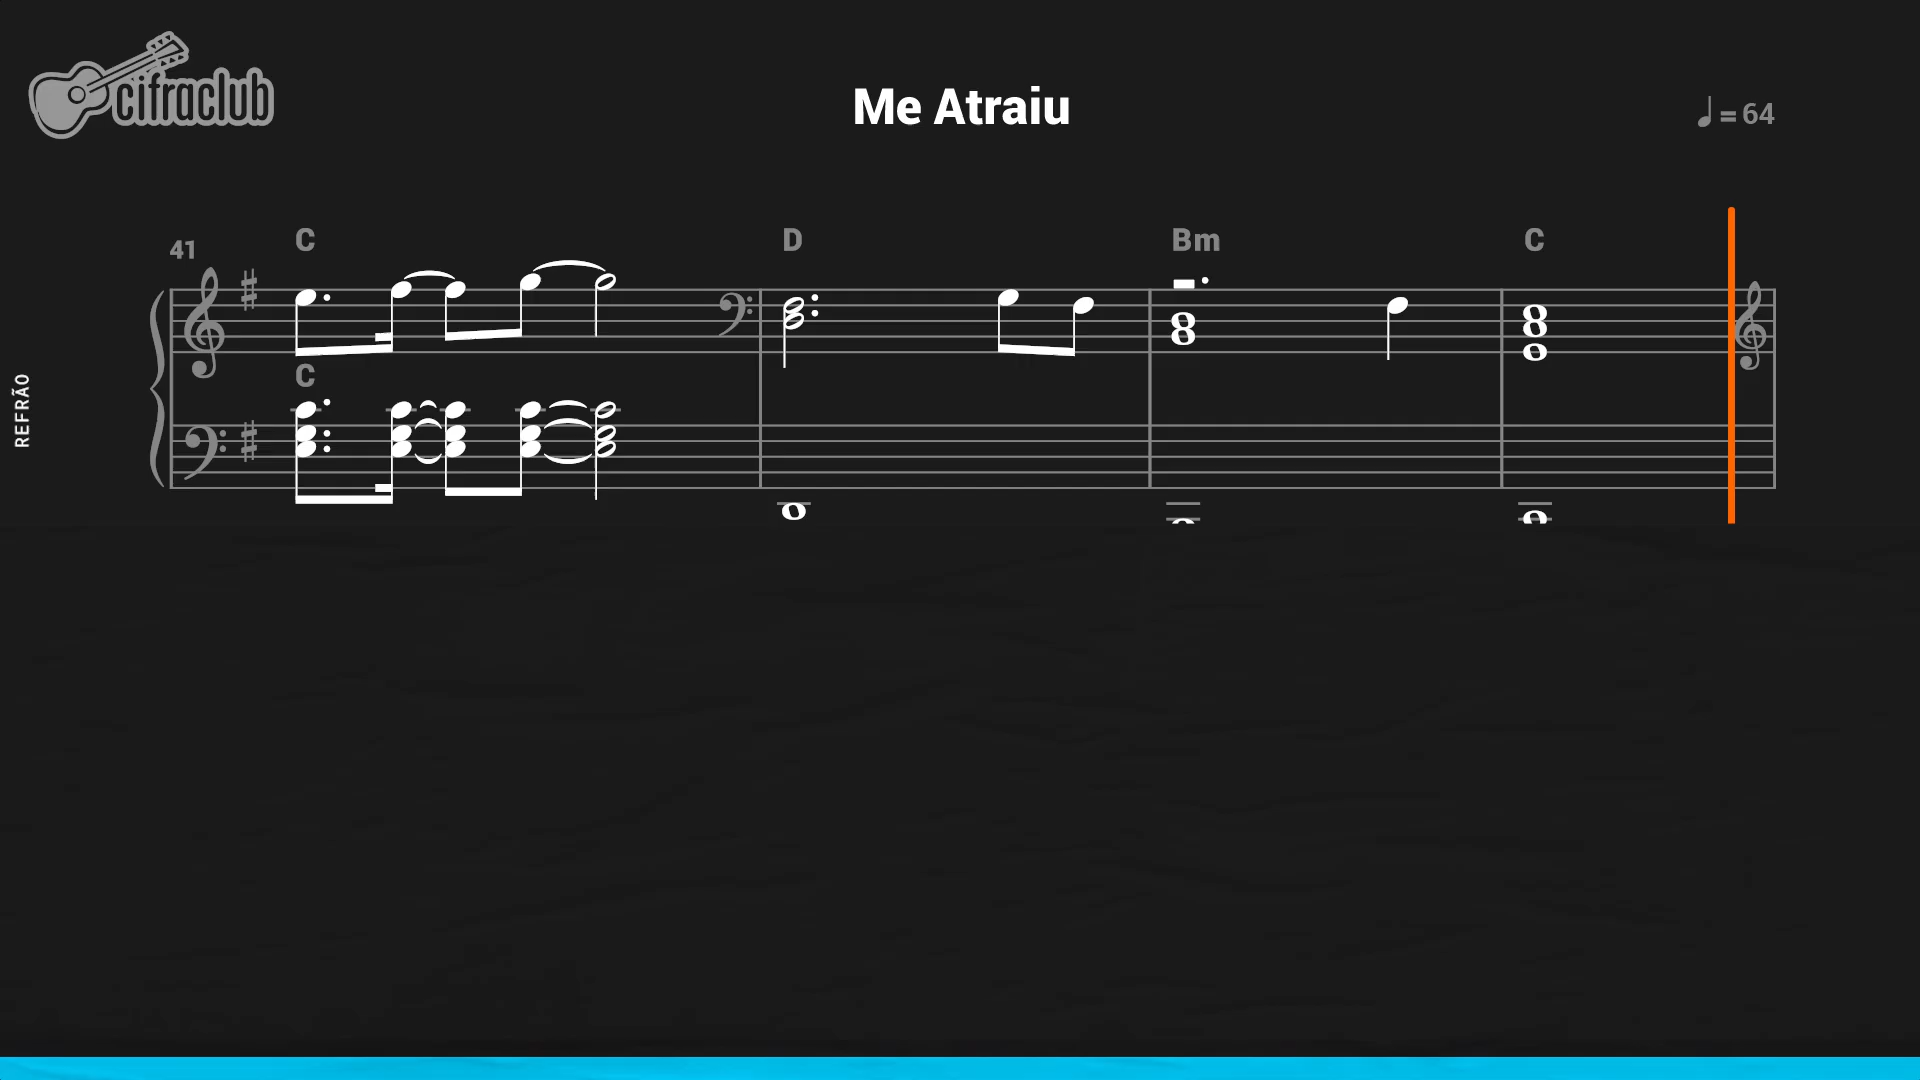 cifraclub
Me Atraiu
= 64
41
C
D
Bm
C
C
REFRÃO